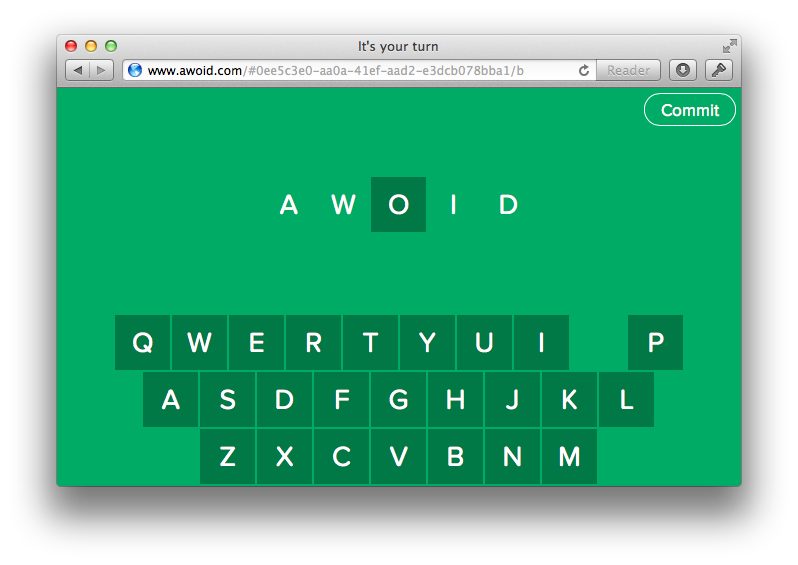 It's your turn
www.awoid.com/#0ee5c3e0-aa0a-41ef-aad2-e3dcb078bba1/b Reader
Commit
A W O I D
Q W E R T Y U I P
A S D F G H J K L
Z X C V B N M